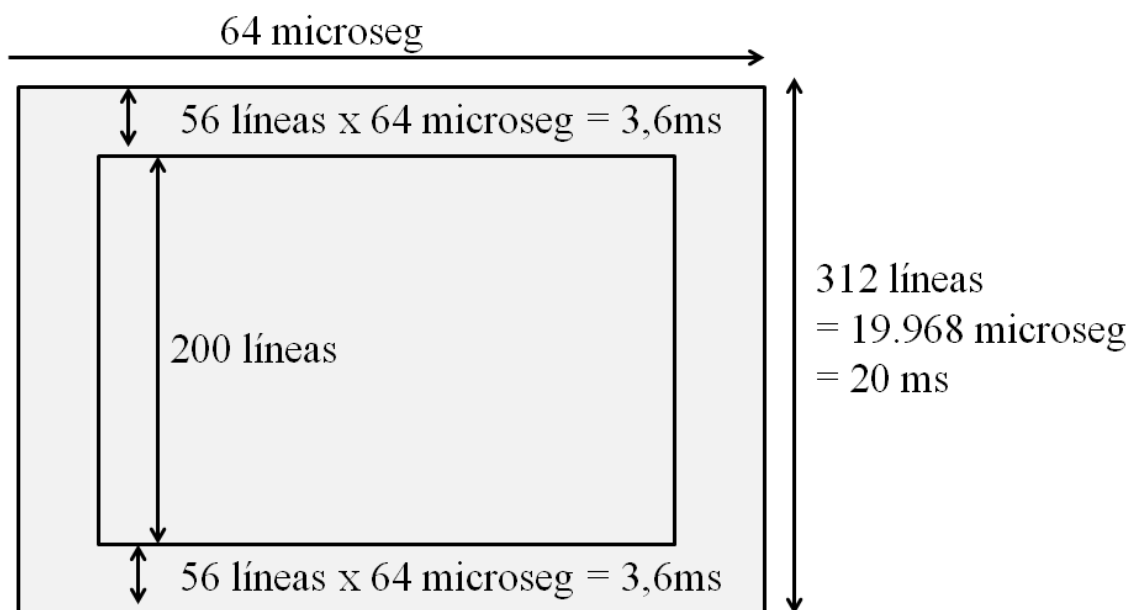 64 microseg
56 líneas x 64 microseg = 3,6ms
200 líneas
312 líneas
= 19.968 microseg
= 20 ms
56 líneas x 64 microseg = 3,6ms